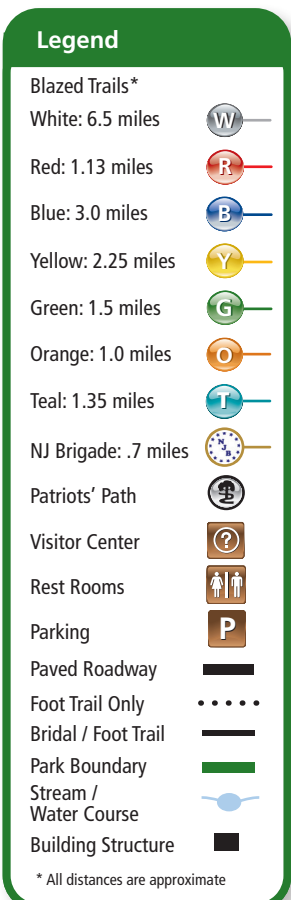 Legend
Blazed Trails*
White: 6.5 miles W
Red: 1.13 miles R
Blue: 3.0 miles B
Yellow: 2.25 miles Y
Green: 1.5 miles G
Orange: 1.0 miles O
Teal: 1.35 miles T
NJ Brigade: .7 miles NJB
Patriots' Path
Visitor Center ?
Rest Rooms
Parking P
Paved Roadway
Foot Trail Only
Bridal / Foot Trail
Park Boundary
Stream /
Water Course
Building Structure
* All distances are approximate